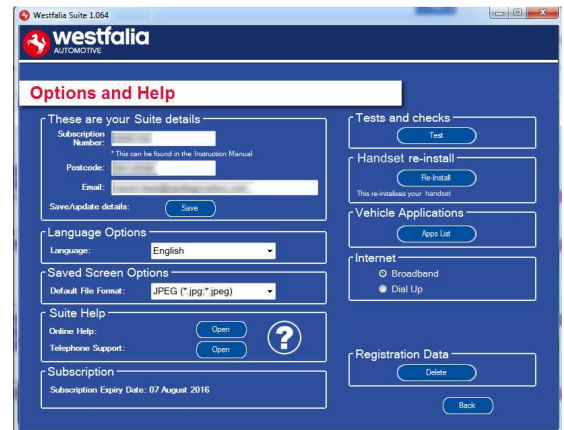 Westfalia Suite 1.064
westfalia
AUTOMOTIVE
Options and Help
These are your Suite details
Subscription
Number:
* This can be found in the Instruction Manual
Postcode:
Email:
Save/update details:
Save
Language Options
Language:
English
Saved Screen Options
Default File Format:
JPEG (*.jpg;*.jpeg)
Suite Help
Online Help:
Open
Telephone Support:
Open
?
Subscription
Subscription Expiry Date: 07 August 2016
Tests and checks
Test
Handset re-install
Re-Install
This re-initalises your handset
Vehicle Applications
Apps List
Internet
Broadband
Dial Up
Registration Data
Delete
Back